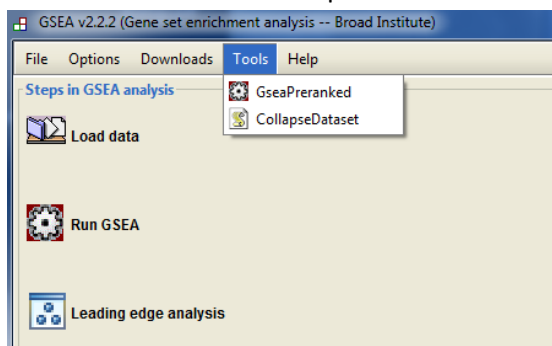 GSEA v2.2.2 (Gene set enrichment analysis -- Broad Institute)
File Options Downloads Tools Help
Steps in GSEA analysis
GseaPreranked
CollapseDataset
Load data
Run GSEA
Leading edge analysis